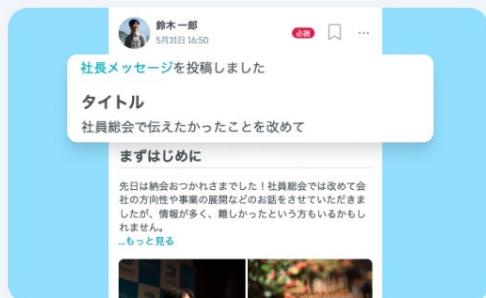 鈴木一郎
5月31日 16:50
必読
社長メッセージを投稿しました
タイトル
社員総会で伝えたかったことを改めて
まずはじめに
先日は納会おつかれさまでした！社員総会では改めて会
社の方向性や事業の展開などのお話をさせていただきま
したが、情報が多く、難しかったという方もいるかもし
れません。
...もっと見る